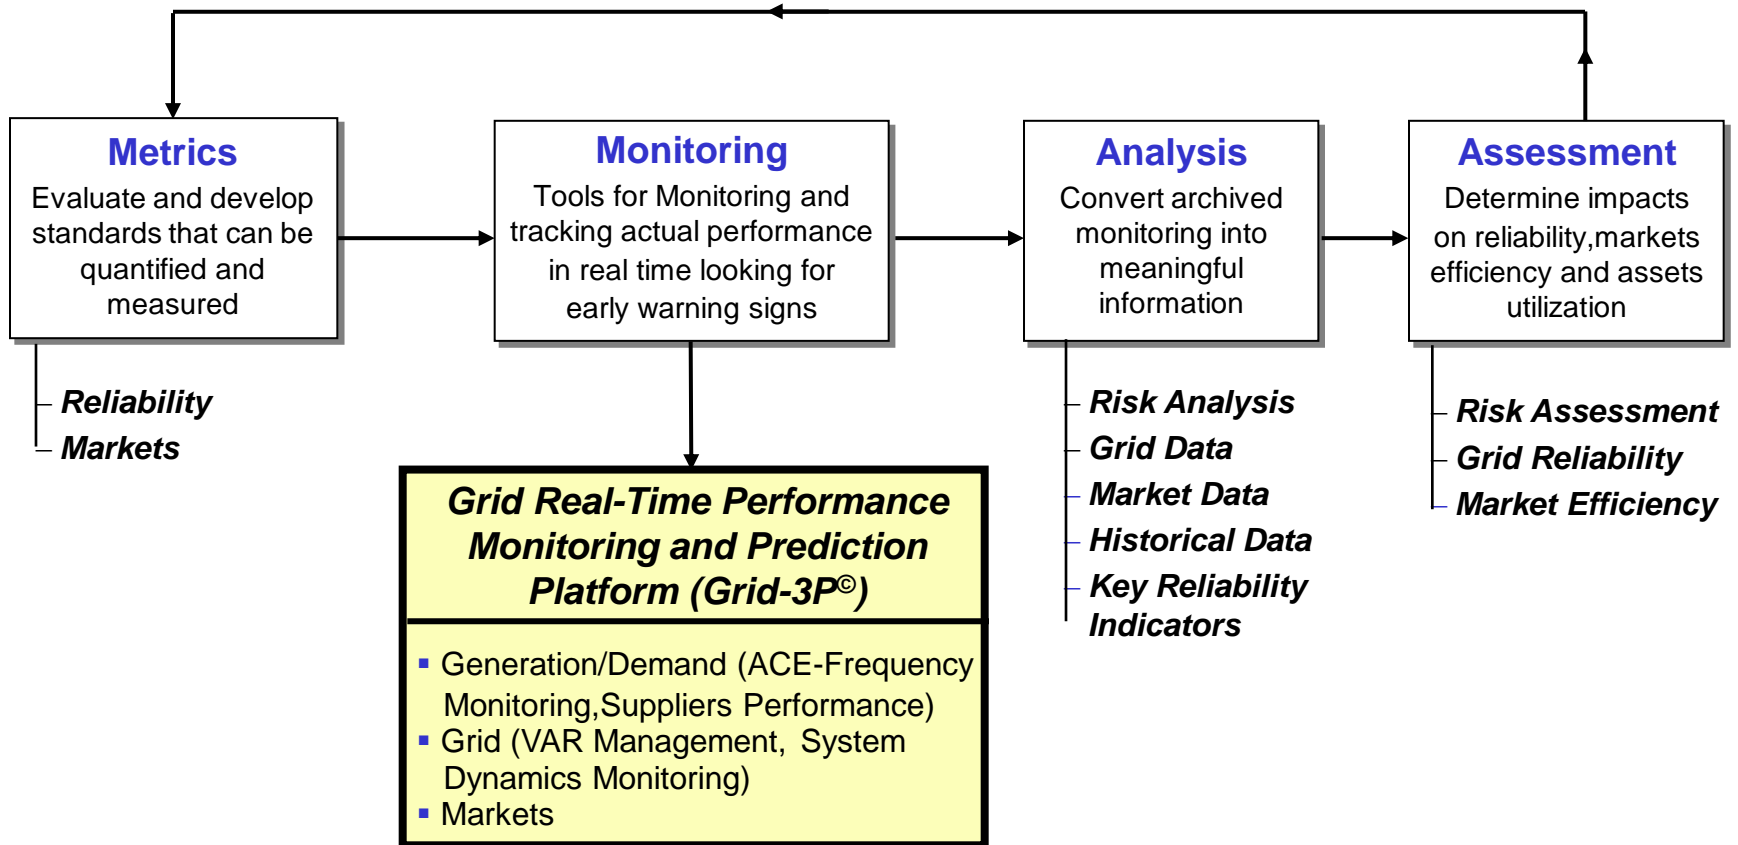 Metrics
Evaluate and develop
standards that can be
quantified and
measured
Reliability
Markets
Monitoring
Tools for Monitoring and
tracking actual performance
in real time looking for
early warning signs
Grid Real-Time Performance
Monitoring and Prediction
Platform (Grid-3P©)
Generation/Demand (ACE-Frequency
Monitoring,Suppliers Performance)
Grid (VAR Management, System
Dynamics Monitoring)
Markets
Analysis
Convert archived
monitoring into
meaningful
information
Risk Analysis
Grid Data
Market Data
Historical Data
Key Reliability
Indicators
Assessment
Determine impacts
on reliability,markets
efficiency and assets
utilization
Risk Assessment
Grid Reliability
Market Efficiency